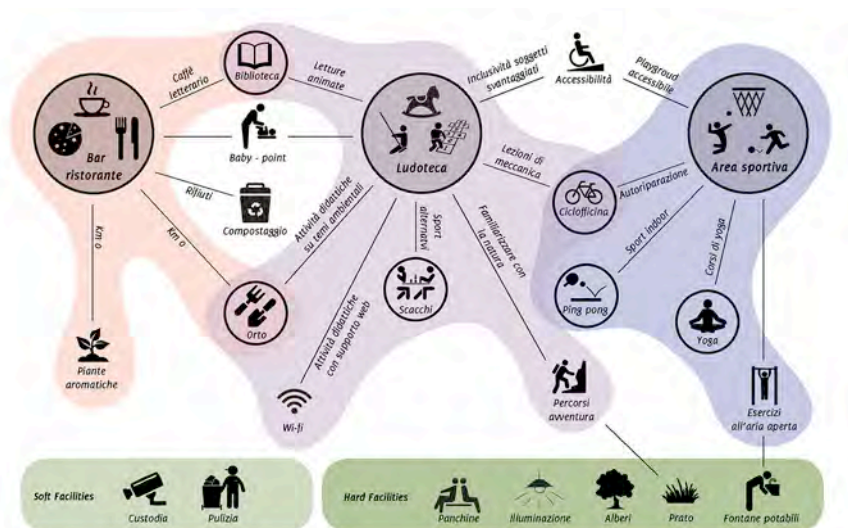 Caffè
letterario
Biblioteca
Letture
animate
Inclusività soggetti
svantaggiati
Accessibilità
Playgroud
accessibile
Bar
ristorante
Baby - point
Ludoteca
Lezioni di
meccanica
Area sportiva
Rifiuti
Compostaggio
Attività didattiche
su temi ambientali
Sport
alternatvi
Familiarizzare con
la natura
Ciclofficina
Autoriparazione
Sport indoor
Corsi di yoga
Km 0
Km 0
Orto
Attività didattiche
con supporto web
Scacchi
Ping pong
Yoga
Piante
aromatiche
Wi-fi
Percorsi
avventura
Esercizi
all'aria aperta
Soft Facilities
Custodia
Pulizia
Hard Facilities
Panchine
Illuminazione
Alberi
Prato
Fontane potabili